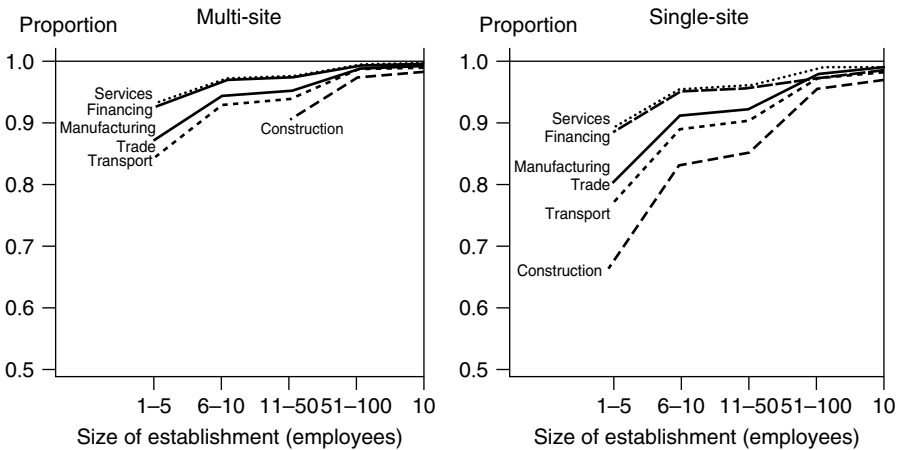 Multi-site
Proportion
1.0
0.9
0.8
0.7
0.6
0.5
Services
Financing
Manufacturing
Trade
Transport
Construction
1–5 6–10 11–50 51–100 10
Size of establishment (employees)
Single-site
Proportion
1.0
0.9
0.8
0.7
0.6
0.5
Services
Financing
Manufacturing
Trade
Transport
Construction
1–5 6–10 11–50 51–100 10
Size of establishment (employees)